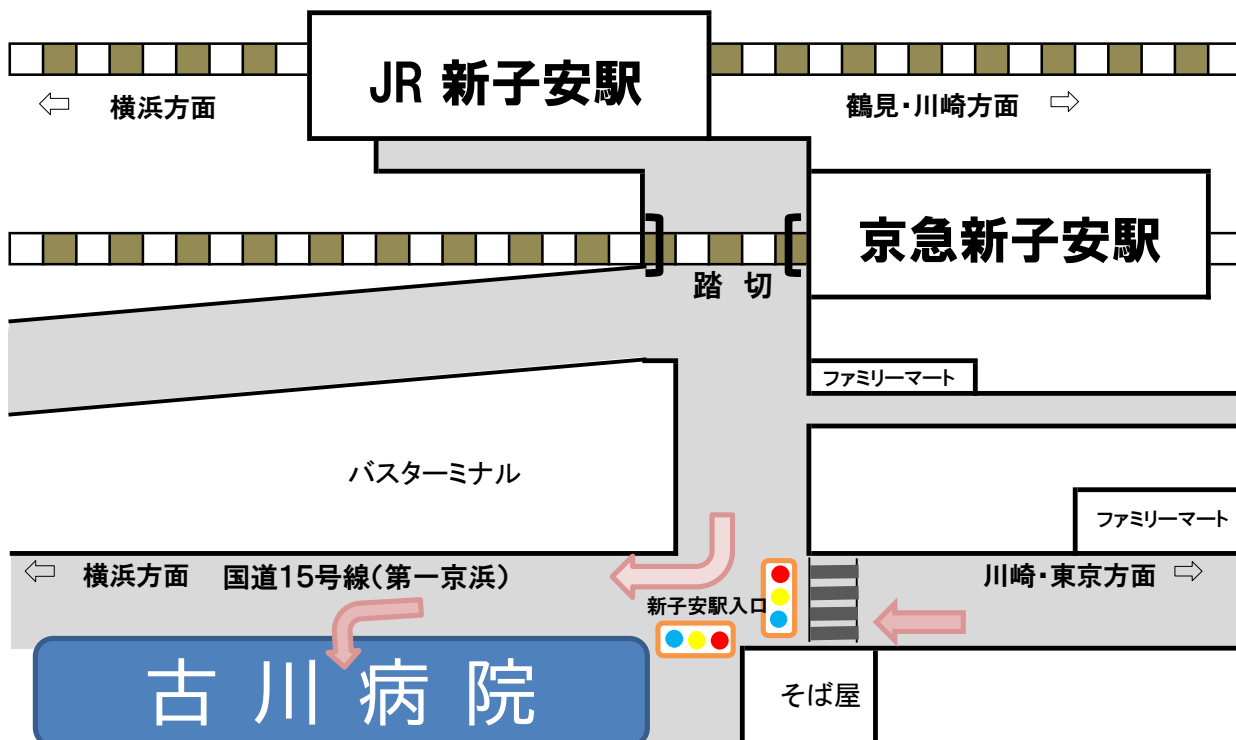 JR 新子安駅
⇦ 横浜方面
鶴見・川崎方面 ⇨
京急新子安駅
踏 切
ファミリーマート
バスターミナル
ファミリーマート
⇦ 横浜方面 国道15号線(第一京浜)
川崎・東京方面 ⇨
新子安駅入口
古川病院
そば屋